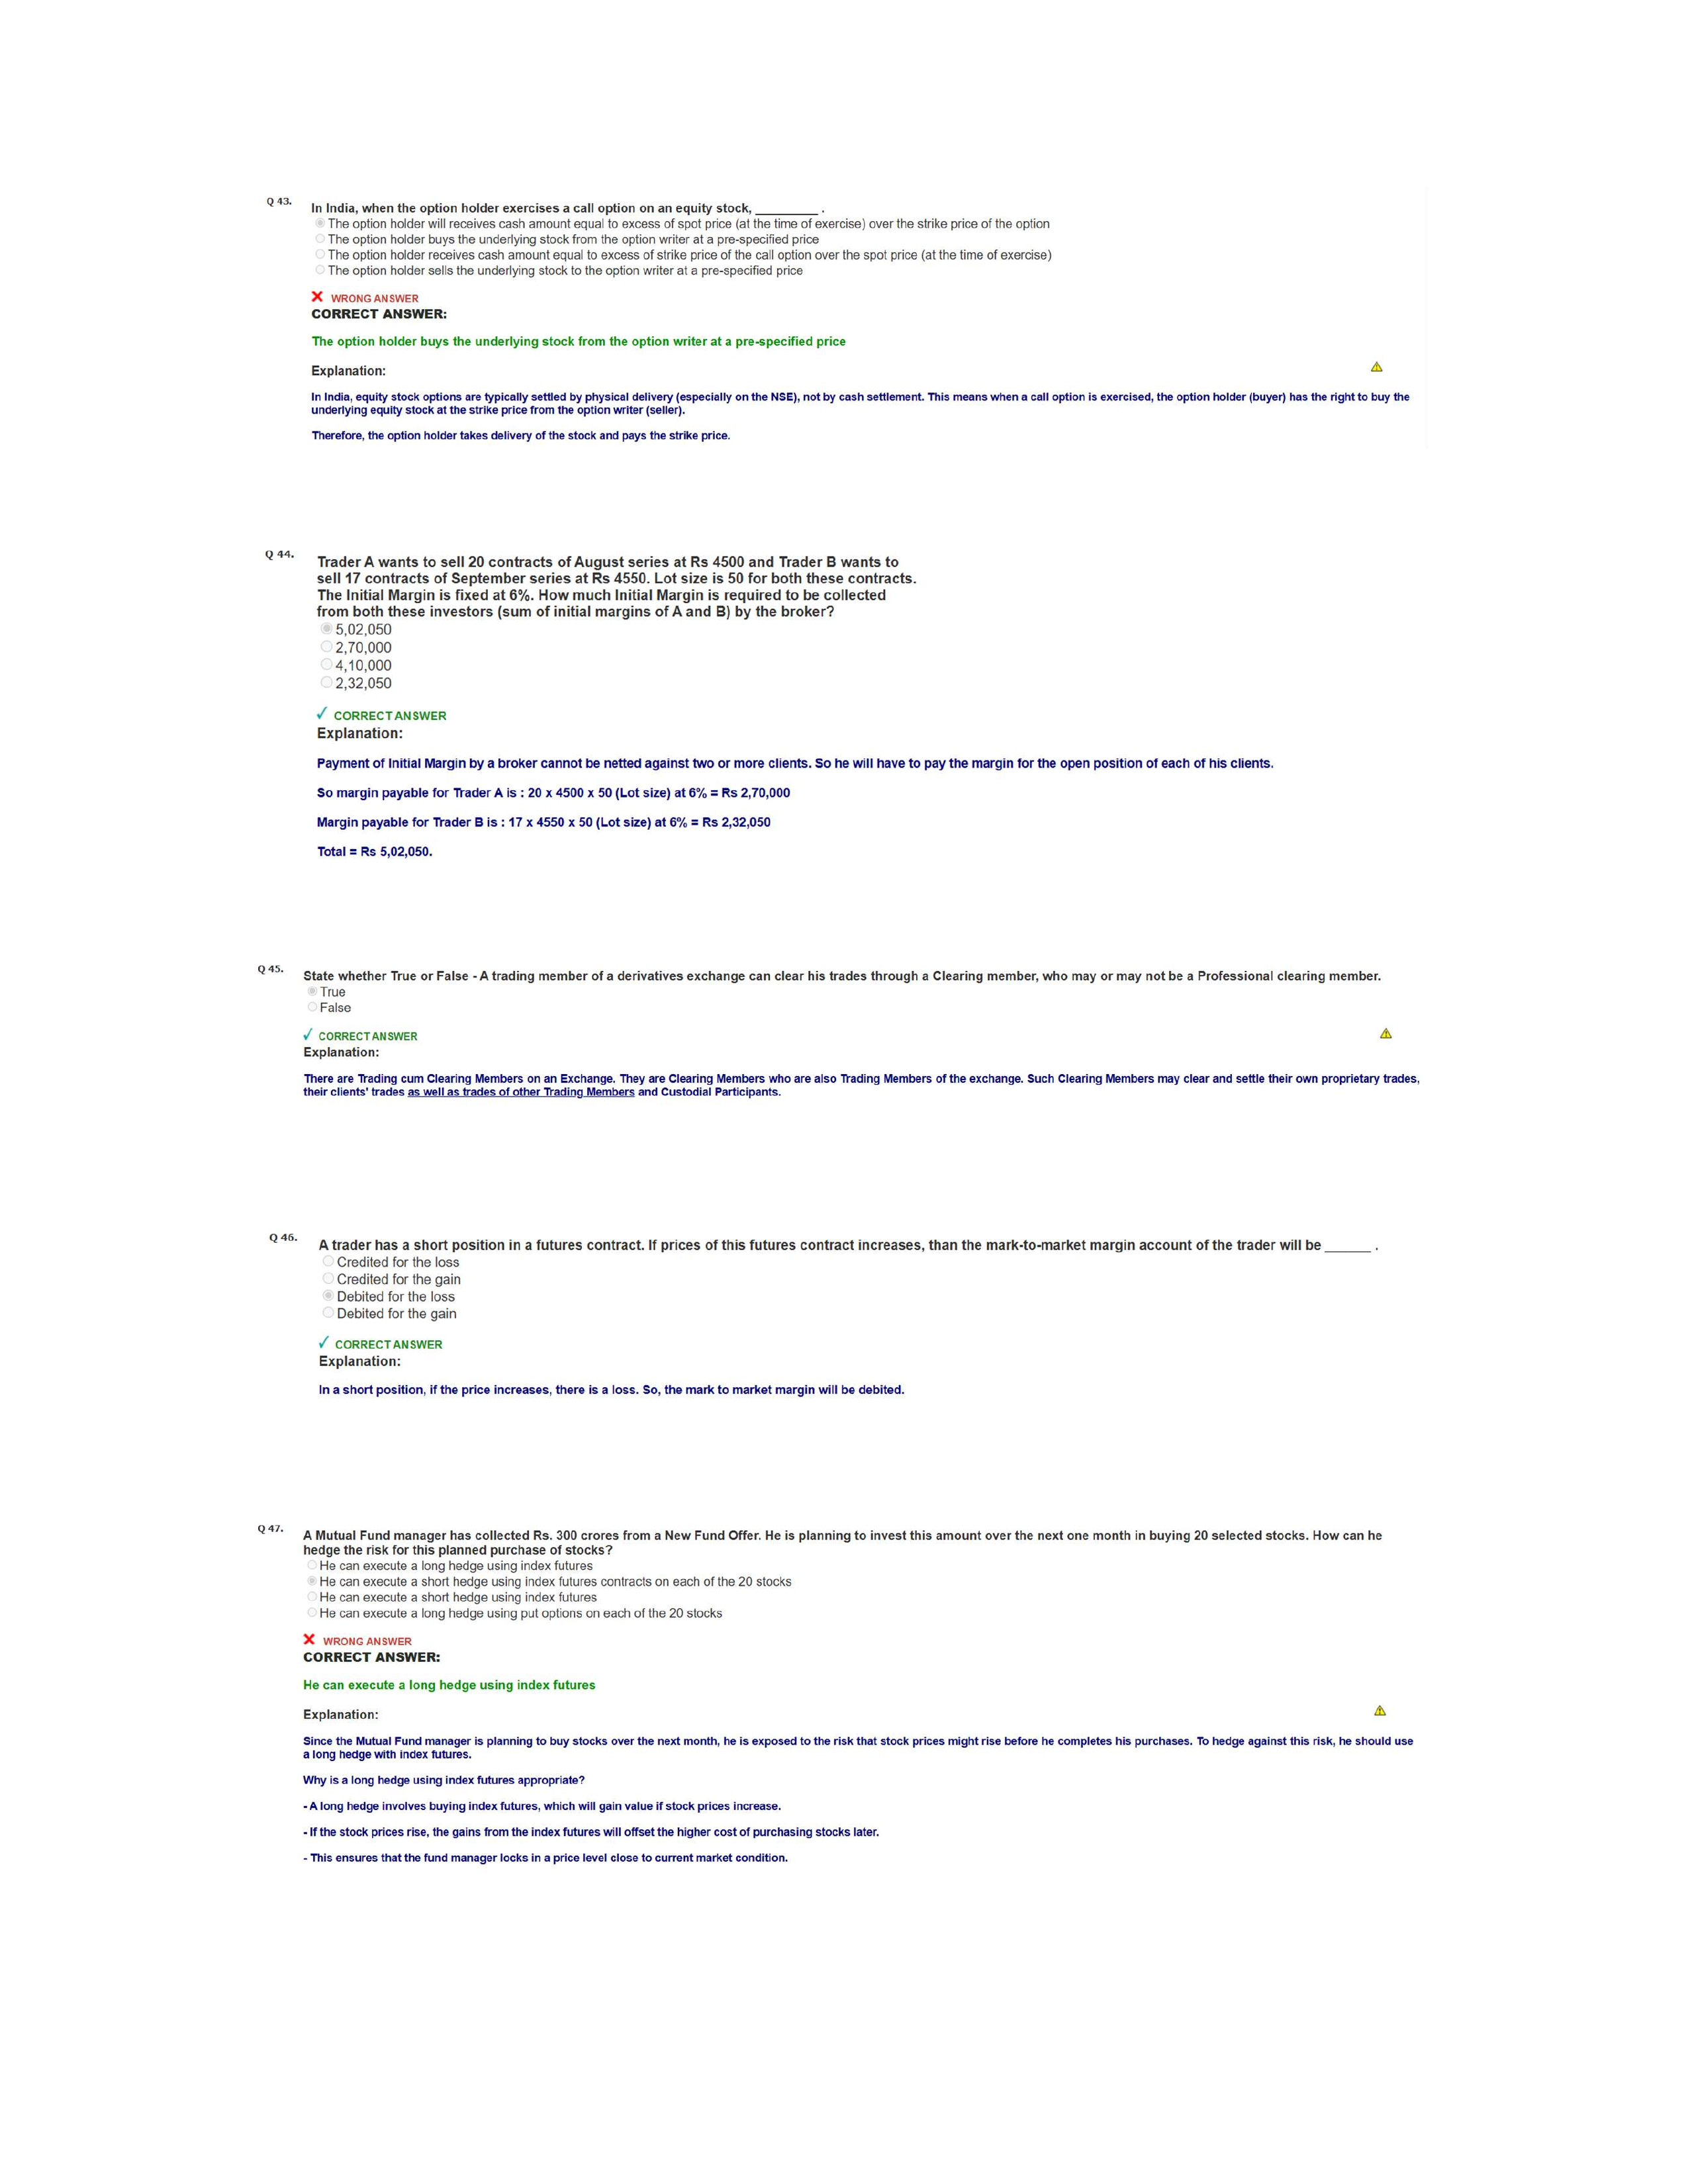 Q 43.
In India, when the option holder exercises a call option on an equity stock, _________ .
The option holder will receives cash amount equal to excess of spot price (at the time of exercise) over the strike price of the option
The option holder buys the underlying stock from the option writer at a pre-specified price
The option holder receives cash amount equal to excess of strike price of the call option over the spot price (at the time of exercise)
The option holder sells the underlying stock to the option writer at a pre-specified price
WRONG ANSWER
CORRECT ANSWER:
The option holder buys the underlying stock from the option writer at a pre-specified price
Explanation:
In India, equity stock options are typically settled by physical delivery (especially on the NSE), not by cash settlement. This means when a call option is exercised, the option holder (buyer) has the right to buy the
underlying equity stock at the strike price from the option writer (seller).
Therefore, the option holder takes delivery of the stock and pays the strike price.
Q 44.
Trader A wants to sell 20 contracts of August series at Rs 4500 and Trader B wants to
sell 17 contracts of September series at Rs 4550. Lot size is 50 for both these contracts.
The Initial Margin is fixed at 6%. How much Initial Margin is required to be collected
from both these investors (sum of initial margins of A and B) by the broker?
5,02,050
2,70,000
4,10,000
2,32,050
✓ CORRECT ANSWER
Explanation:
Payment of Initial Margin by a broker cannot be netted against two or more clients. So he will have to pay the margin for the open position of each of his clients.
So margin payable for Trader A is : 20 x 4500 x 50 (Lot size) at 6% = Rs 2,70,000
Margin payable for Trader B is : 17 x 4550 x 50 (Lot size) at 6% = Rs 2,32,050
Total = Rs 5,02,050.
Q 45.
State whether True or False - A trading member of a derivatives exchange can clear his trades through a Clearing member, who may or may not be a Professional clearing member.
True
False
✓ CORRECT ANSWER
Explanation:
There are Trading cum Clearing Members on an Exchange. They are Clearing Members who are also Trading Members of the exchange. Such Clearing Members may clear and settle their own proprietary trades,
their clients' trades as well as trades of other Trading Members and Custodial Participants.
Q 46.
A trader has a short position in a futures contract. If prices of this futures contract increases, than the mark-to-market margin account of the trader will be ______ .
Credited for the loss
Credited for the gain
Debited for the loss
Debited for the gain
✓ CORRECT ANSWER
Explanation:
In a short position, if the price increases, there is a loss. So, the mark to market margin will be debited.
Q 47.
A Mutual Fund manager has collected Rs. 300 crores from a New Fund Offer. He is planning to invest this amount over the next one month in buying 20 selected stocks. How can he
hedge the risk for this planned purchase of stocks?
He can execute a long hedge using index futures
He can execute a short hedge using index futures contracts on each of the 20 stocks
He can execute a short hedge using index futures
He can execute a long hedge using put options on each of the 20 stocks
WRONG ANSWER
CORRECT ANSWER:
He can execute a long hedge using index futures
Explanation:
Since the Mutual Fund manager is planning to buy stocks over the next month, he is exposed to the risk that stock prices might rise before he completes his purchases. To hedge against this risk, he should use
a long hedge with index futures.
Why is a long hedge using index futures appropriate?
- A long hedge involves buying index futures, which will gain value if stock prices increase.
- If the stock prices rise, the gains from the index futures will offset the higher cost of purchasing stocks later.
- This ensures that the fund manager locks in a price level close to current market condition.